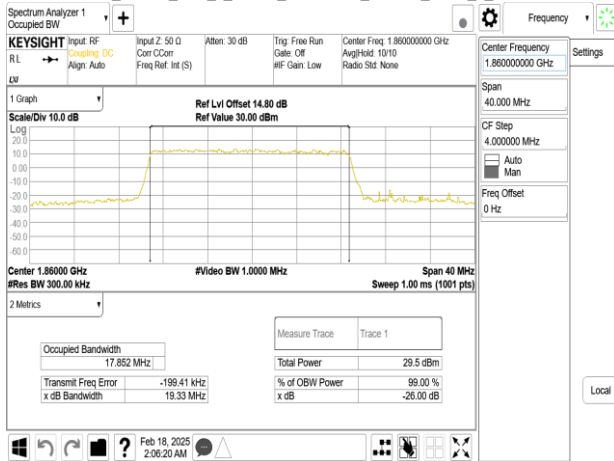 Spectrum Analyzer 1
Occupied BW
+
Frequency
KEYSIGHT
RL
LXI
Input: RF
Coupling: DC
Align: Auto
Input Z: 50 Ω
Corr CCorr
Freq Ref: Int (S)
Atten: 30 dB
Trig: Free Run
Gate: Off
#IF Gain: Low
Center Freq: 1.860000000 GHz
Avg|Hold: 10/10
Radio Std: None
Center Frequency
1.860000000 GHz
Settings
Span
40.000 MHz
CF Step
4.000000 MHz
Auto
Man
Freq Offset
0 Hz
Local
1 Graph
Scale/Div 10.0 dB
Ref Lvl Offset 14.80 dB
Ref Value 30.00 dBm
Log
20.0
10.0
0.00
-10.0
-20.0
-30.0
-40.0
-50.0
-60.0
Center 1.86000 GHz
#Res BW 300.00 kHz
#Video BW 1.0000 MHz
Span 40 MHz
Sweep 1.00 ms (1001 pts)
2 Metrics
Measure Trace Trace 1
Occupied Bandwidth
17.852 MHz
Total Power 29.5 dBm
Transmit Freq Error -199.41 kHz
% of OBW Power 99.00 %
x dB Bandwidth 19.33 MHz
x dB -26.00 dB
?
Feb 18, 2025
2:06:20 AM